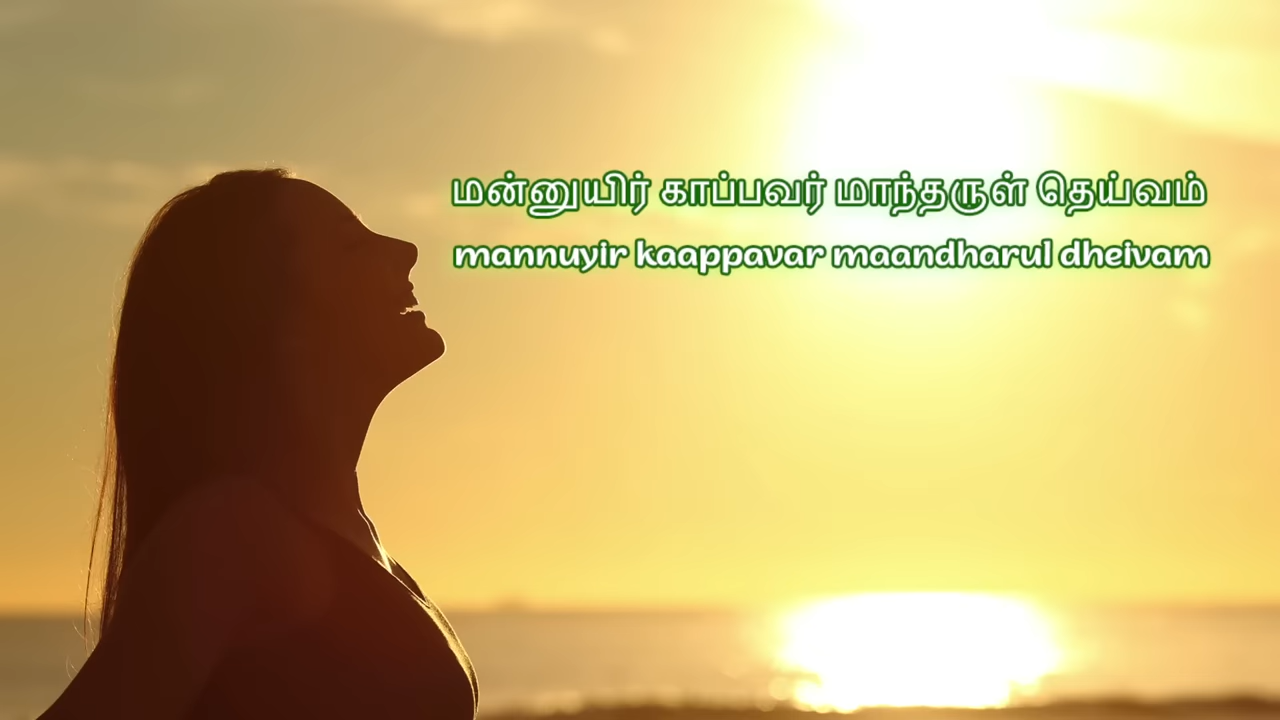 மன்னுயிர் காப்பவர் மாந்தருள் தெய்வம்
mannuyir kaappavar maandharul dheivam